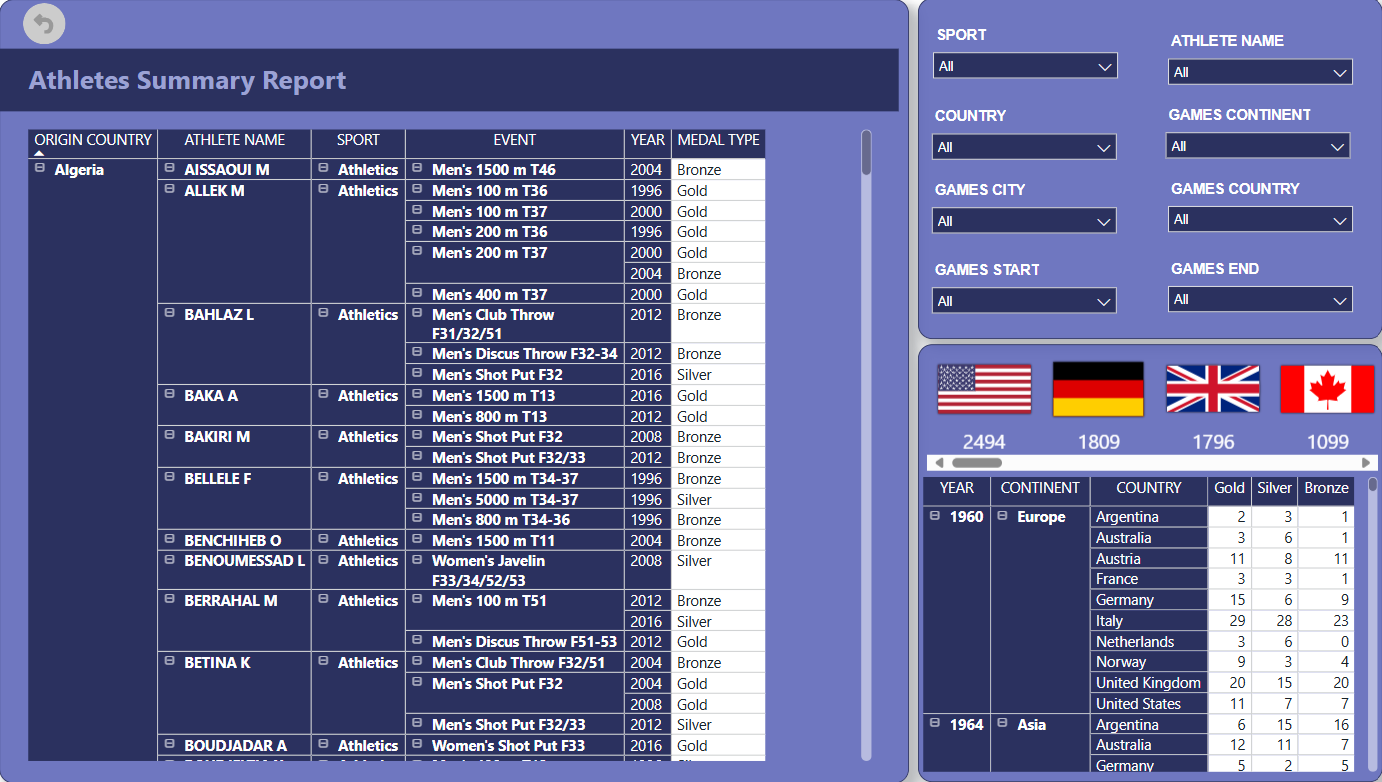 Athletes Summary Report
ORIGIN COUNTRY ATHLETE NAME SPORT EVENT YEAR MEDAL TYPE
Algeria AISSAOUI M Athletics Men's 1500 m T46 2004 Bronze
ALLEK M Athletics Men's 100 m T36 1996 Gold
Men's 100 m T37 2000 Gold
Men's 200 m T36 1996 Gold
Men's 200 m T37 2000 Gold
2004 Bronze
Men's 400 m T37 2000 Gold
BAHLAZ L Athletics Men's Club Throw 2012 Bronze
F31/32/51
Men's Discus Throw F32-34 2012 Bronze
Men's Shot Put F32 2016 Silver
BAKA A Athletics Men's 1500 m T13 2016 Gold
Men's 800 m T13 2012 Gold
BAKIRI M Athletics Men's Shot Put F32 2008 Bronze
Men's Shot Put F32/33 2012 Bronze
BELLELE F Athletics Men's 1500 m T34-37 1996 Bronze
Men's 5000 m T34-37 1996 Silver
Men's 800 m T34-36 1996 Bronze
BENCHIHEB O Athletics Men's 1500 m T11 2004 Bronze
BENOUMESSAD L Athletics Women's Javelin 2008 Silver
F33/34/52/53
BERRAHAL M Athletics Men's 100 m T51 2012 Bronze
2016 Silver
Men's Discus Throw F51-53 2012 Gold
BETINA K Athletics Men's Club Throw F32/51 2004 Bronze
Men's Shot Put F32 2004 Gold
2008 Gold
Men's Shot Put F32/33 2012 Silver
BOUDJADAR A Athletics Women's Shot Put F33 2016 Gold
SPORT
All
ATHLETE NAME
All
COUNTRY
All
GAMES CONTINENT
All
GAMES CITY
All
GAMES COUNTRY
All
GAMES START
All
GAMES END
All
2494 1809 1796 1099
YEAR CONTINENT COUNTRY Gold Silver Bronze
1960 Europe Argentina 2 3 1
Australia 3 6 1
Austria 11 8 11
France 3 3 1
Germany 15 6 9
Italy 29 28 23
Netherlands 3 6 0
Norway 9 3 4
United Kingdom 20 15 20
United States 11 7 7
1964 Asia Argentina 6 15 16
Australia 12 11 7
Germany 5 2 5